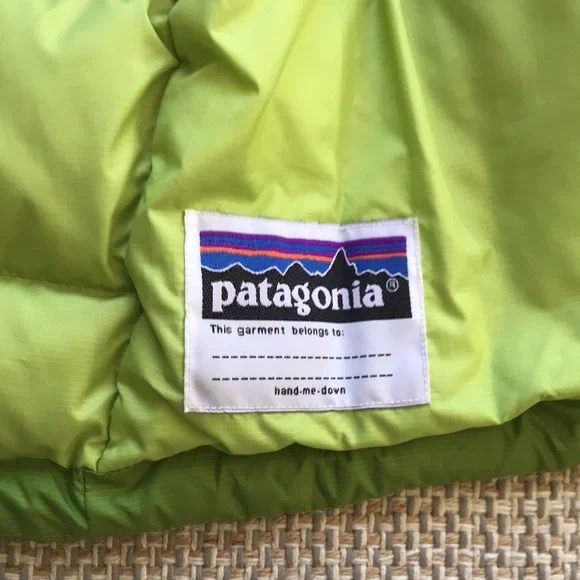 patagonia®
This garment belongs to:
hand-me-down